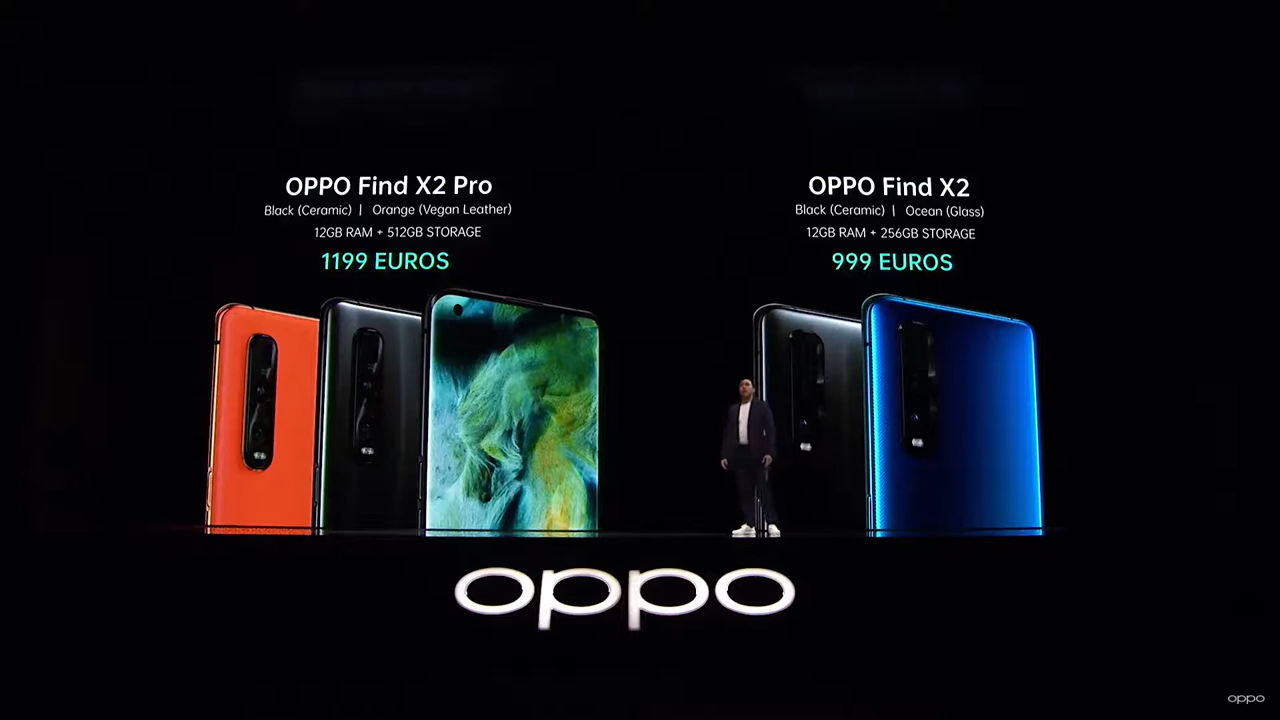 OPPO Find X2 Pro
Black (Ceramic) | Orange (Vegan Leather)
12GB RAM + 512GB STORAGE
1199 EUROS
OPPO Find X2
Black (Ceramic) | Ocean (Glass)
12GB RAM + 256GB STORAGE
999 EUROS
oppo
oppo